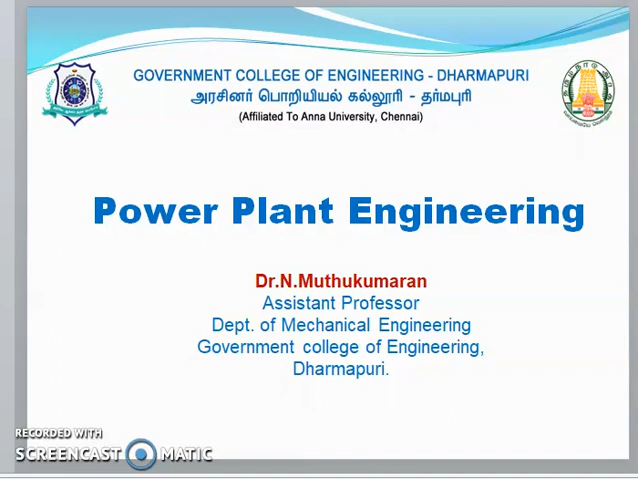 GOVERNMENT COLLEGE OF ENGINEERING - DHARMAPURI
அரசினர் பொறியியல் கல்லூரி - தர்மபுரி
(Affiliated To Anna University, Chennai)
Power Plant Engineering
Dr.N.Muthukumaran
Assistant Professor
Dept. of Mechanical Engineering
Government college of Engineering,
Dharmapuri.
RECORDED WITH
SCREENCAST MATIC